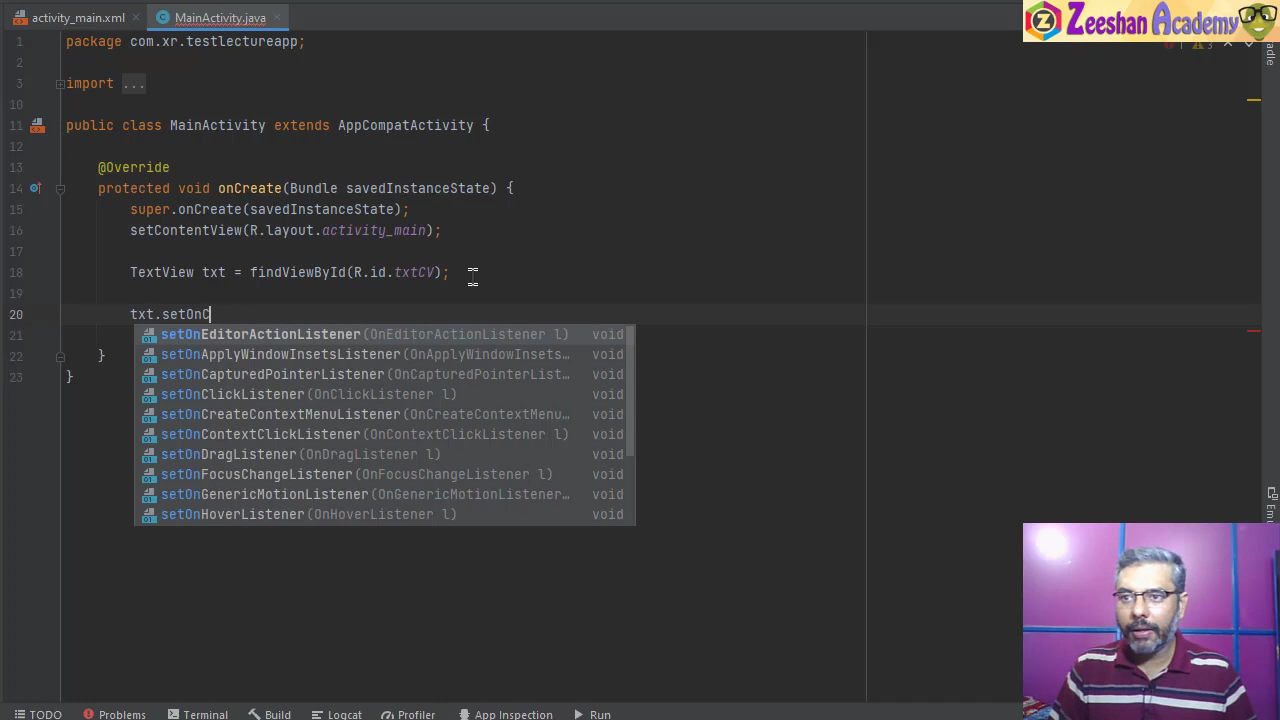 activity_main.xml
MainActivity.java
Zeeshan Academy
1 package com.xr.testlectureapp;
1 3
2
3 import ...
10
11 public class MainActivity extends AppCompatActivity {
12
13 @Override
14 protected void onCreate(Bundle savedInstanceState) {
15 super.onCreate(savedInstanceState);
16 setContentView(R.layout.activity_main);
17
18 TextView txt = findViewById(R.id.txtCV);
19
20 txt.setOnC
setOnEditorActionListener(OnEditorActionListener l) void
21
setOnApplyWindowInsetsListener(OnApplyWindowInsets… void
22 }
setOnCapturedPointerListener(OnCapturedPointerList… void
23 }
setOnClickListener(OnClickListener l) void
setOnCreateContextMenuListener(OnCreateContextMenu… void
setOnContextClickListener(OnContextClickListener l) void
setOnDragListener(OnDragListener l) void
setOnFocusChangeListener(OnFocusChangeListener l) void
setOnGenericMotionListener(OnGenericMotionListener… void
setOnHoverListener(OnHoverListener l) void
TODO Problems Terminal Build Logcat Profiler App Inspection Run